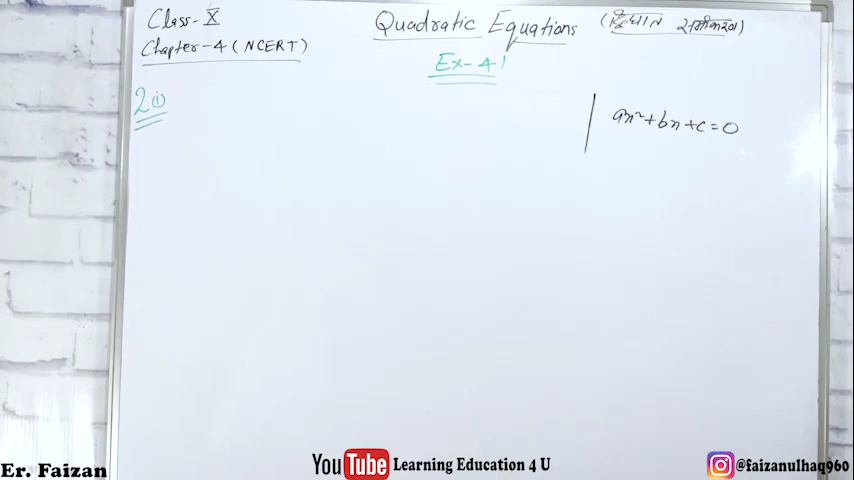 Class-X
Chapter-4 (NCERT)
Quadratic Equations (द्विघात समीकरण)
Ex-4.1
2(i)
ax²+bx+c=0
Er. Faizan
YouTube Learning Education 4 U
@faizanulhaq960